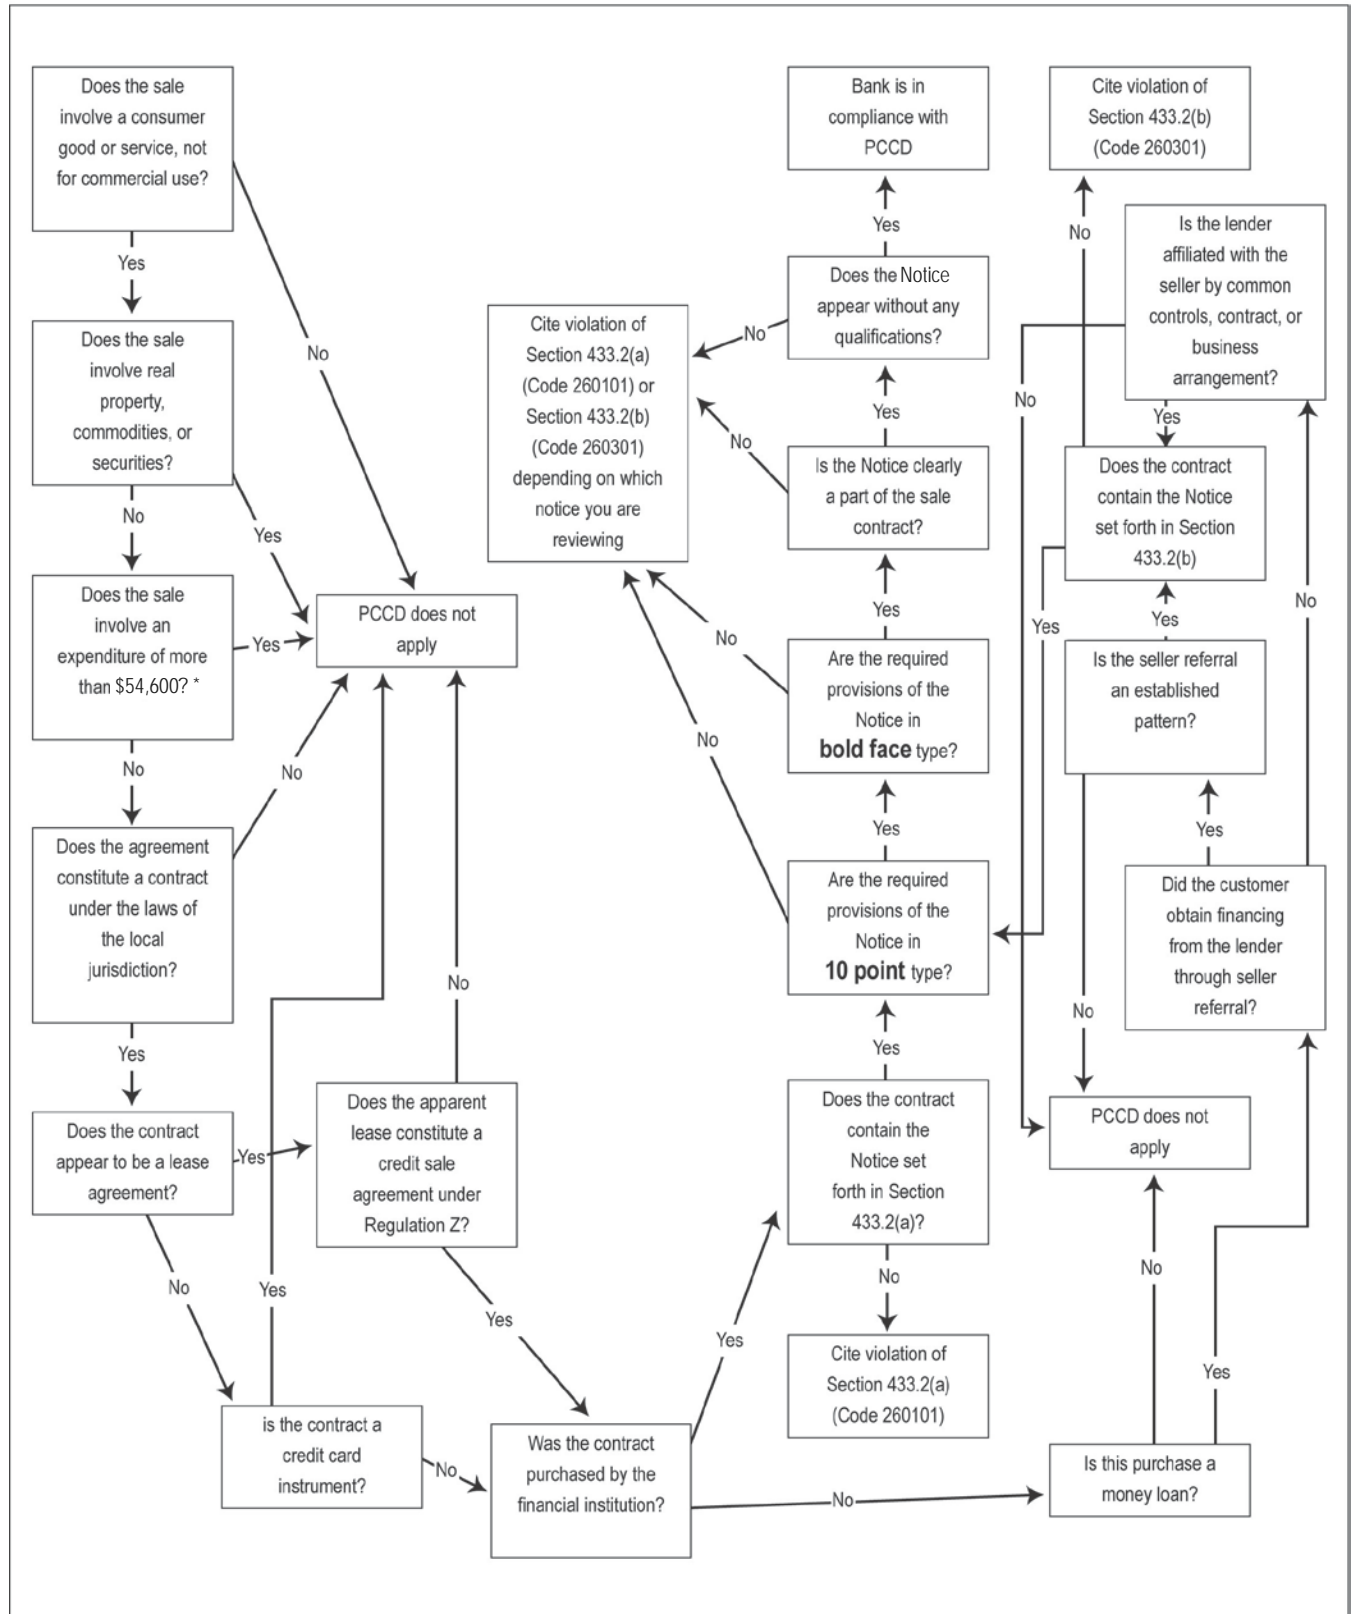 Does the sale
involve a consumer
good or service, not
for commercial use?
Yes
No
Does the sale
involve real
property,
commodities, or
securities?
No
Yes
Does the sale
involve an
expenditure of more
than $54,600? *
Yes
No
Does the agreement
constitute a contract
under the laws of
the local
jurisdiction?
No
Yes
Does the contract
appear to be a lease
agreement?
Yes
No
PCCD does not
apply
No
Does the apparent
lease constitute a
credit sale
agreement under
Regulation Z?
Yes
Yes
is the contract a
credit card
instrument?
No
Was the contract
purchased by the
financial institution?
Yes
No
Cite violation of
Section 433.2(a)
(Code 260101) or
Section 433.2(b)
(Code 260301)
depending on which
notice you are
reviewing
Bank is in
compliance with
PCCD
Yes
Does the Notice
appear without any
qualifications?
No
Yes
Is the Notice clearly
a part of the sale
contract?
No
Yes
Are the required
provisions of the
Notice in
bold face type?
No
Yes
Are the required
provisions of the
Notice in
10 point type?
No
Yes
Does the contract
contain the
Notice set
forth in Section
433.2(a)?
No
Cite violation of
Section 433.2(a)
(Code 260101)
Cite violation of
Section 433.2(b)
(Code 260301)
No
Is the lender
affiliated with the
seller by common
controls, contract, or
business
arrangement?
No
Yes
Does the contract
contain the Notice
set forth in Section
433.2(b)
Yes
Yes
No
Is the seller referral
an established
pattern?
Yes
No
Did the customer
obtain financing
from the lender
through seller
referral?
PCCD does not
apply
No
Yes
Is this purchase a
money loan?